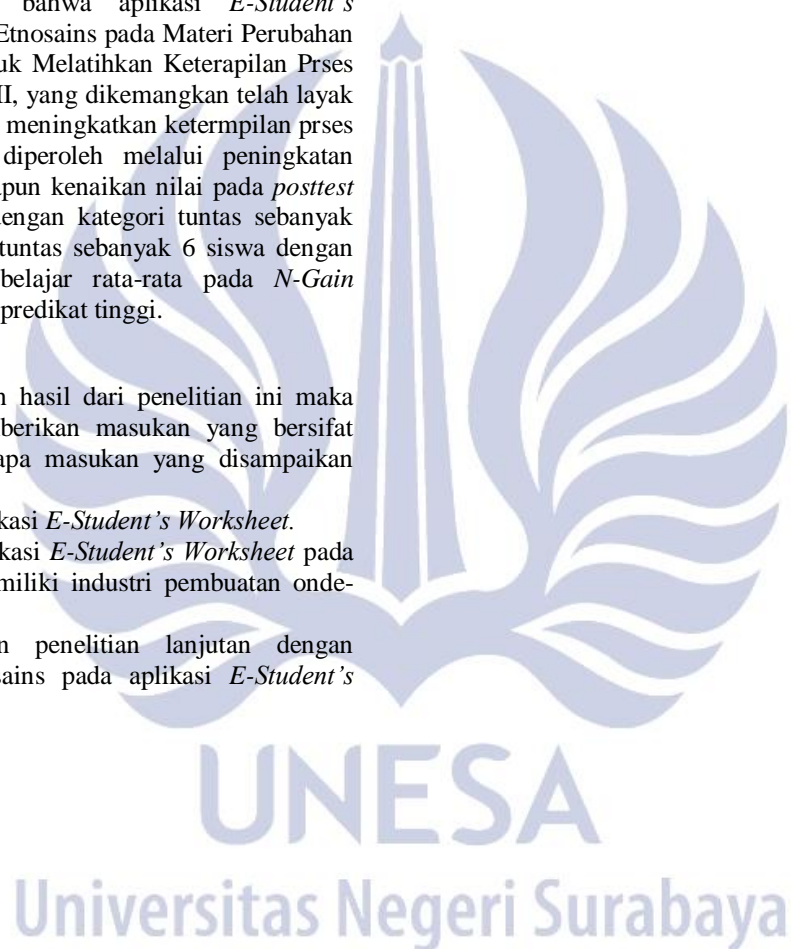 bahwa aplikasi E-Student's
Etnosains pada Materi Perubahan
uk Melatihkan Keterapilan Prses
II, yang dikemangkan telah layak
meningkatkan ketermpilan prses
diperoleh melalui peningkatan
apun kenaikan nilai pada posttest
dengan kategori tuntas sebanyak
tuntas sebanyak 6 siswa dengan
belajar rata-rata pada N-Gain
predikat tinggi.
n hasil dari penelitian ini maka
berikan masukan yang bersifat
apa masukan yang disampaikan
kasi E-Student's Worksheet.
kasi E-Student's Worksheet pada
emiliki industri pembuatan onde-
n penelitian lanjutan dengan
sains pada aplikasi E-Student's
UNESA
Universitas Negeri Surabaya